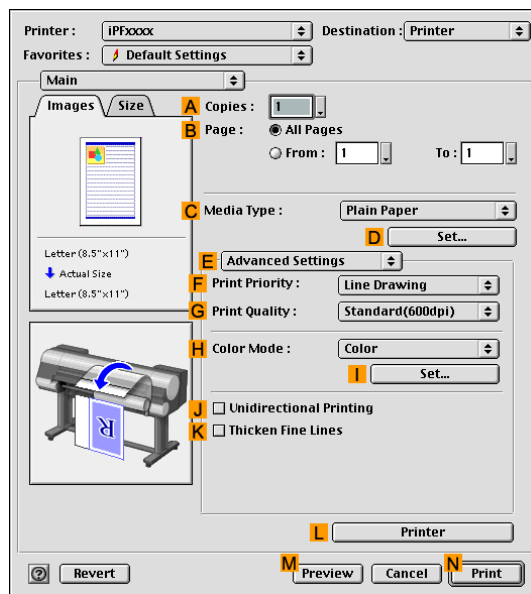 Printer : iPFxxxx Destination : Printer
Favorites : Default Settings
Main
Images Size
A Copies : 1
B Page : All Pages
From : 1 To : 1
C Media Type : Plain Paper
D Set...
Letter (8.5"x11")
Actual Size
Letter (8.5"x11")
E Advanced Settings
F Print Priority : Line Drawing
G Print Quality : Standard(600dpi)
H Color Mode : Color
I Set...
J Unidirectional Printing
K Thicken Fine Lines
R
L Printer
? Revert M Preview Cancel N Print